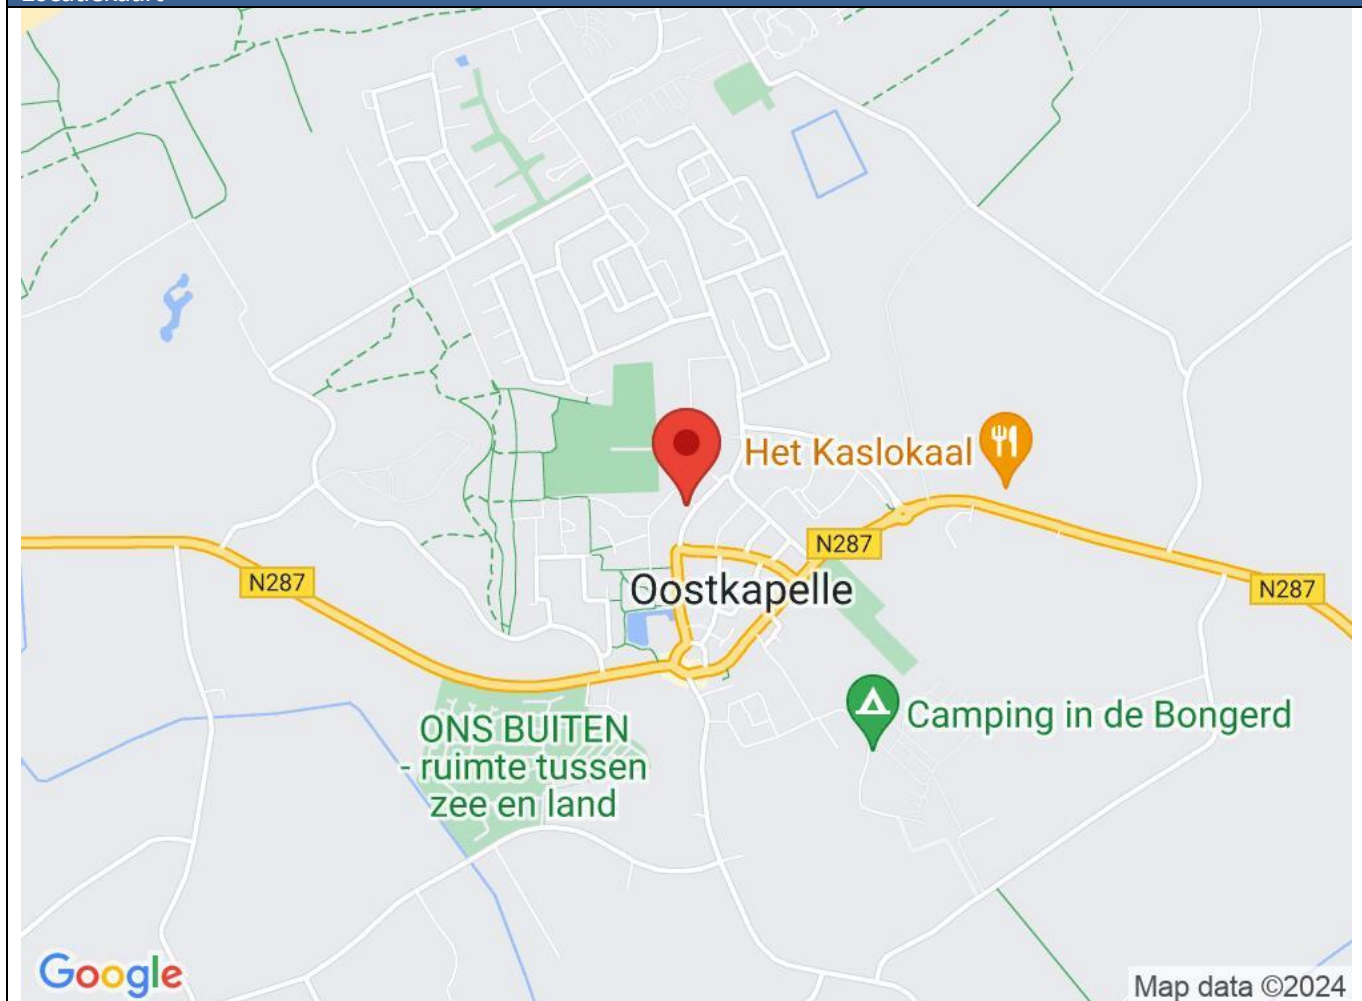 Locatiekaart
Het Kaslokaal
N287
N287
N287
Oostkapelle
Camping in de Bongerd
ONS BUITEN
- ruimte tussen
zee en land
Google
Map data ©2024